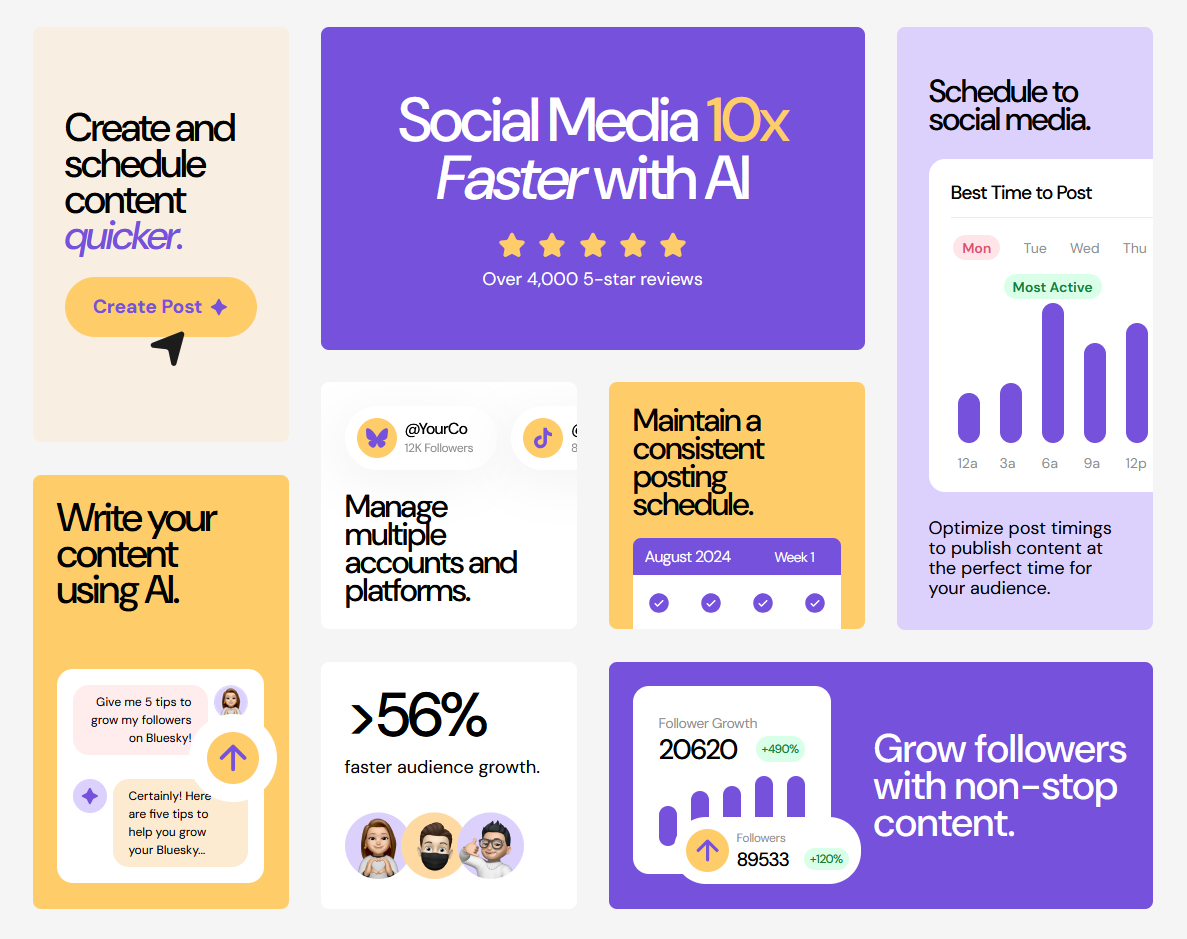 Create and
schedule
content
quicker.
Create Post
Social Media 10x
Faster with AI
Over 4,000 5-star reviews
Schedule to
social media.
Best Time to Post
Mon Tue Wed Thu
Most Active
12a 3a 6a 9a 12p
Optimize post timings
to publish content at
the perfect time for
your audience.
@YourCo
12K Followers
@
8
Manage
multiple
accounts and
platforms.
Maintain a
consistent
posting
schedule.
August 2024 Week 1
Write your
content
using AI.
Give me 5 tips to
grow my followers
on Bluesky!
Certainly! Here
are five tips to
help you grow
your Bluesky...
>56%
faster audience growth.
Follower Growth
20620 +490%
Followers
89533 +120%
Grow followers
with non-stop
content.